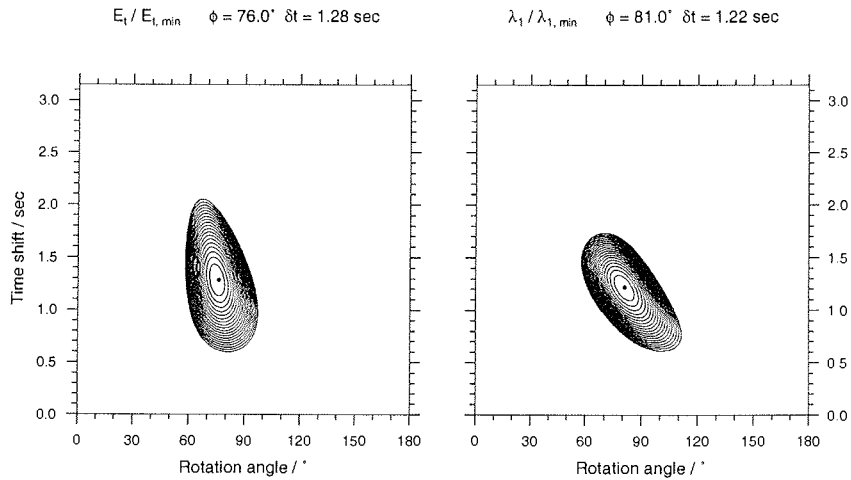 E_t / E_t, min φ = 76.0° δt = 1.28 sec
λ_1 / λ_1, min φ = 81.0° δt = 1.22 sec
3.0
2.5
2.0
1.5
1.0
0.5
0.0
Time shift / sec
0 30 60 90 120 150 180
Rotation angle / °
3.0
2.5
2.0
1.5
1.0
0.5
0.0
0 30 60 90 120 150 180
Rotation angle / °